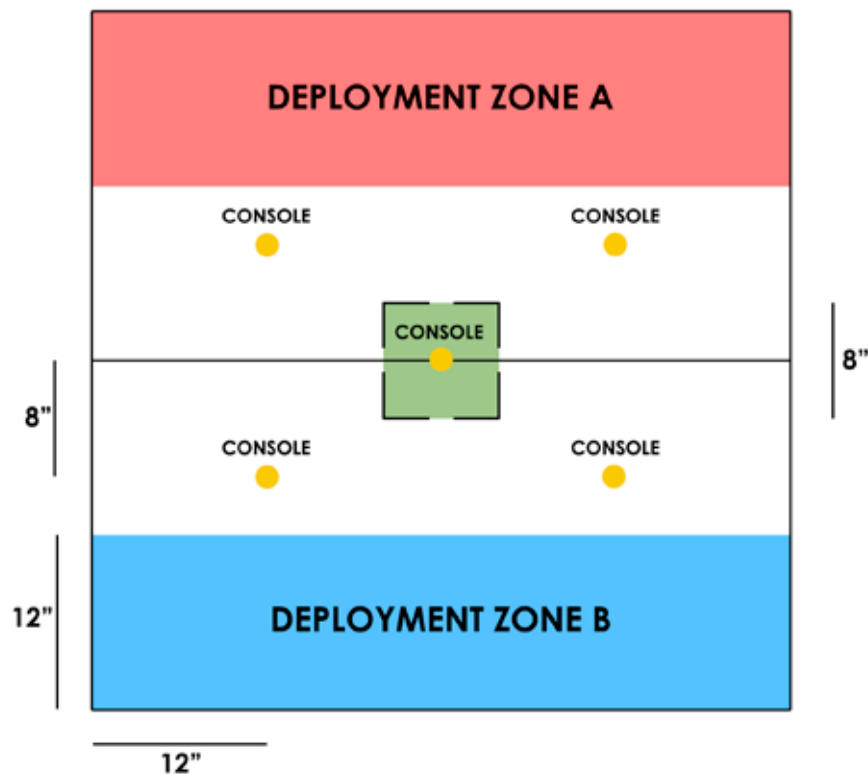 DEPLOYMENT ZONE A
CONSOLE
CONSOLE
CONSOLE
8”
8”
CONSOLE
CONSOLE
12”
DEPLOYMENT ZONE B
12”